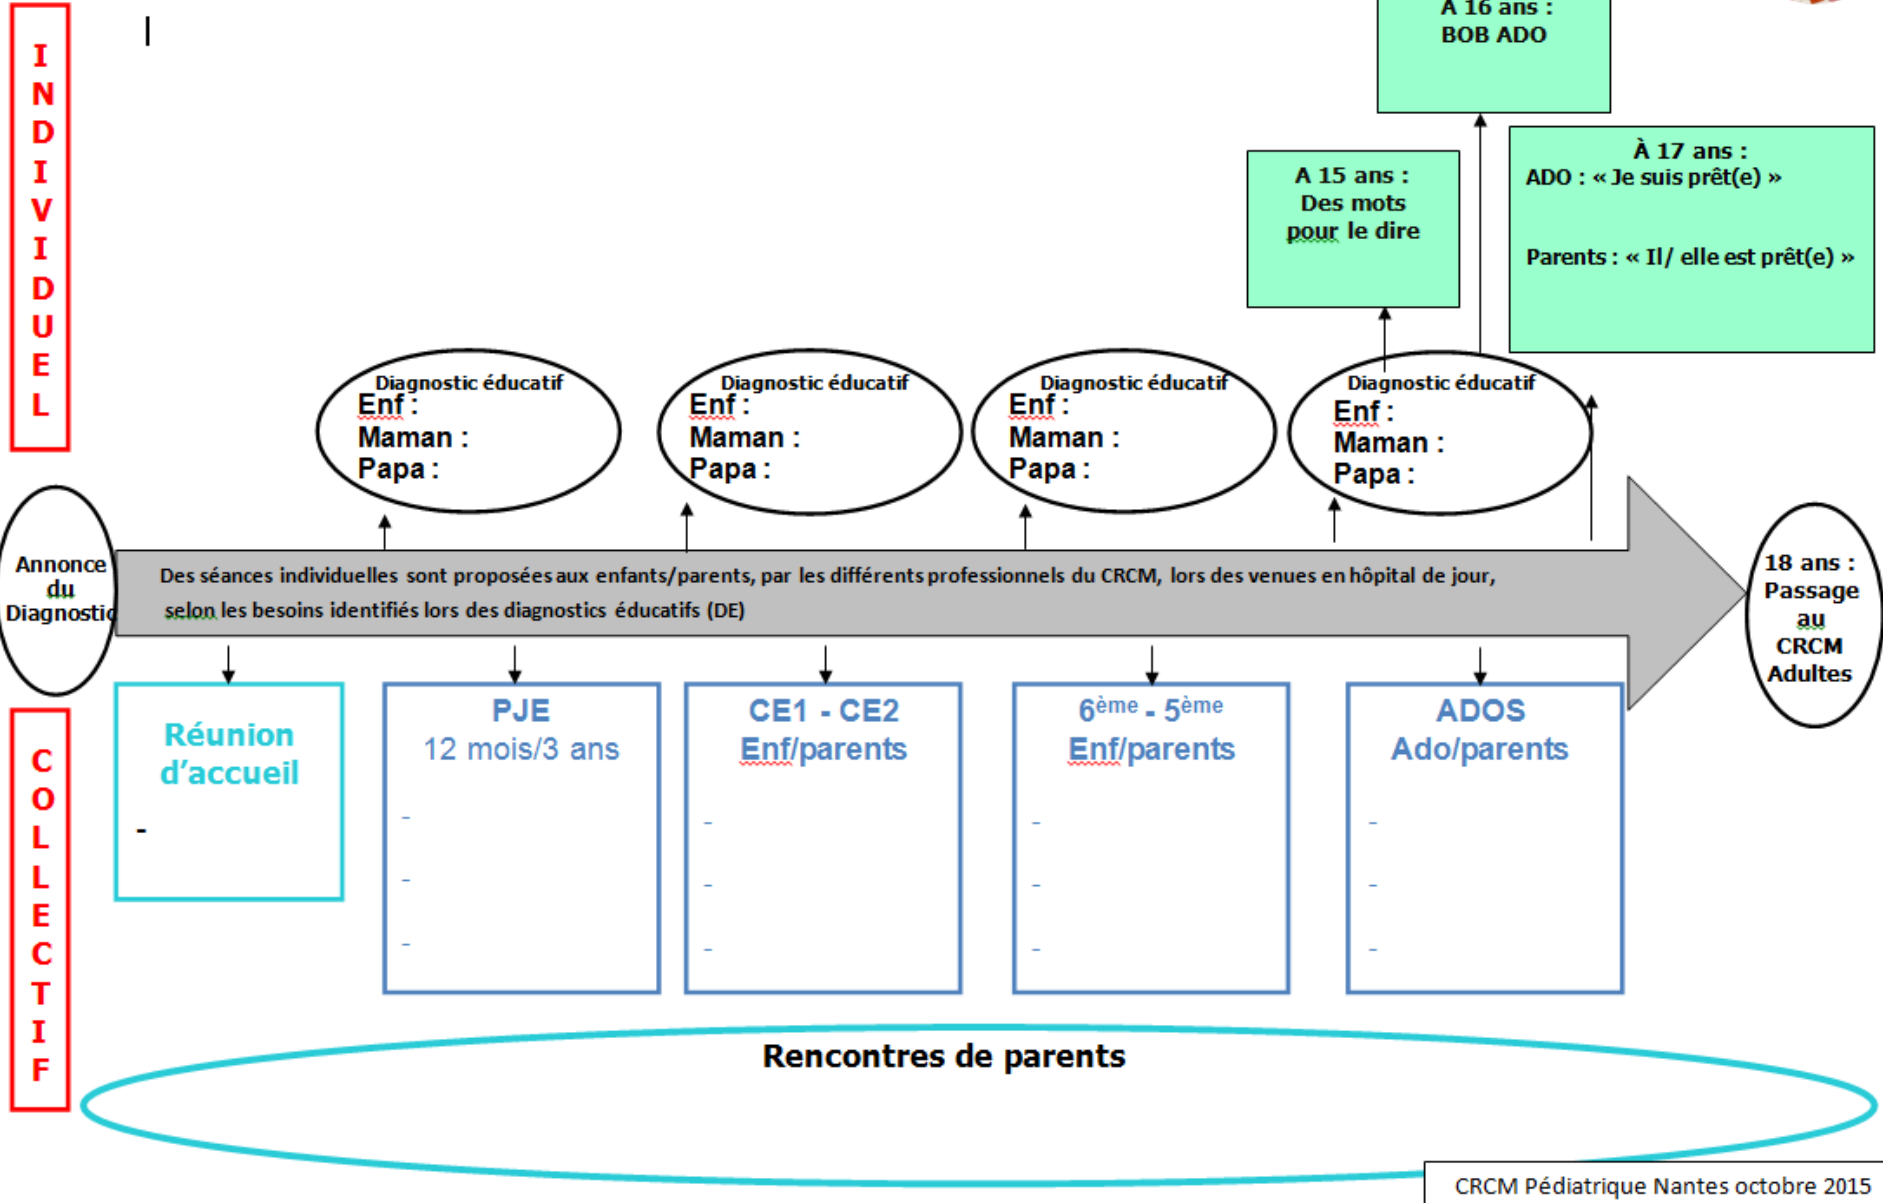 INDIVIDUEL
A 16 ans :
BOB ADO
A 15 ans :
Des mots
pour le dire
À 17 ans :
ADO : « Je suis prêt(e) »
Parents : « Il/ elle est prêt(e) »
Diagnostic éducatif
Enf :
Maman :
Papa :
Diagnostic éducatif
Enf :
Maman :
Papa :
Diagnostic éducatif
Enf :
Maman :
Papa :
Diagnostic éducatif
Enf :
Maman :
Papa :
Annonce
du
Diagnostic
Des séances individuelles sont proposées aux enfants/parents, par les différents professionnels du CRCM, lors des venues en hôpital de jour,
selon les besoins identifiés lors des diagnostics éducatifs (DE)
18 ans :
Passage
au
CRCM
Adultes
COLLECTIF
Réunion
d’accueil
-
PJE
12 mois/3 ans
-
-
-
CE1 - CE2
Enf/parents
-
-
-
6ème - 5ème
Enf/parents
-
-
-
ADOS
Ado/parents
-
-
-
Rencontres de parents
CRCM Pédiatrique Nantes octobre 2015